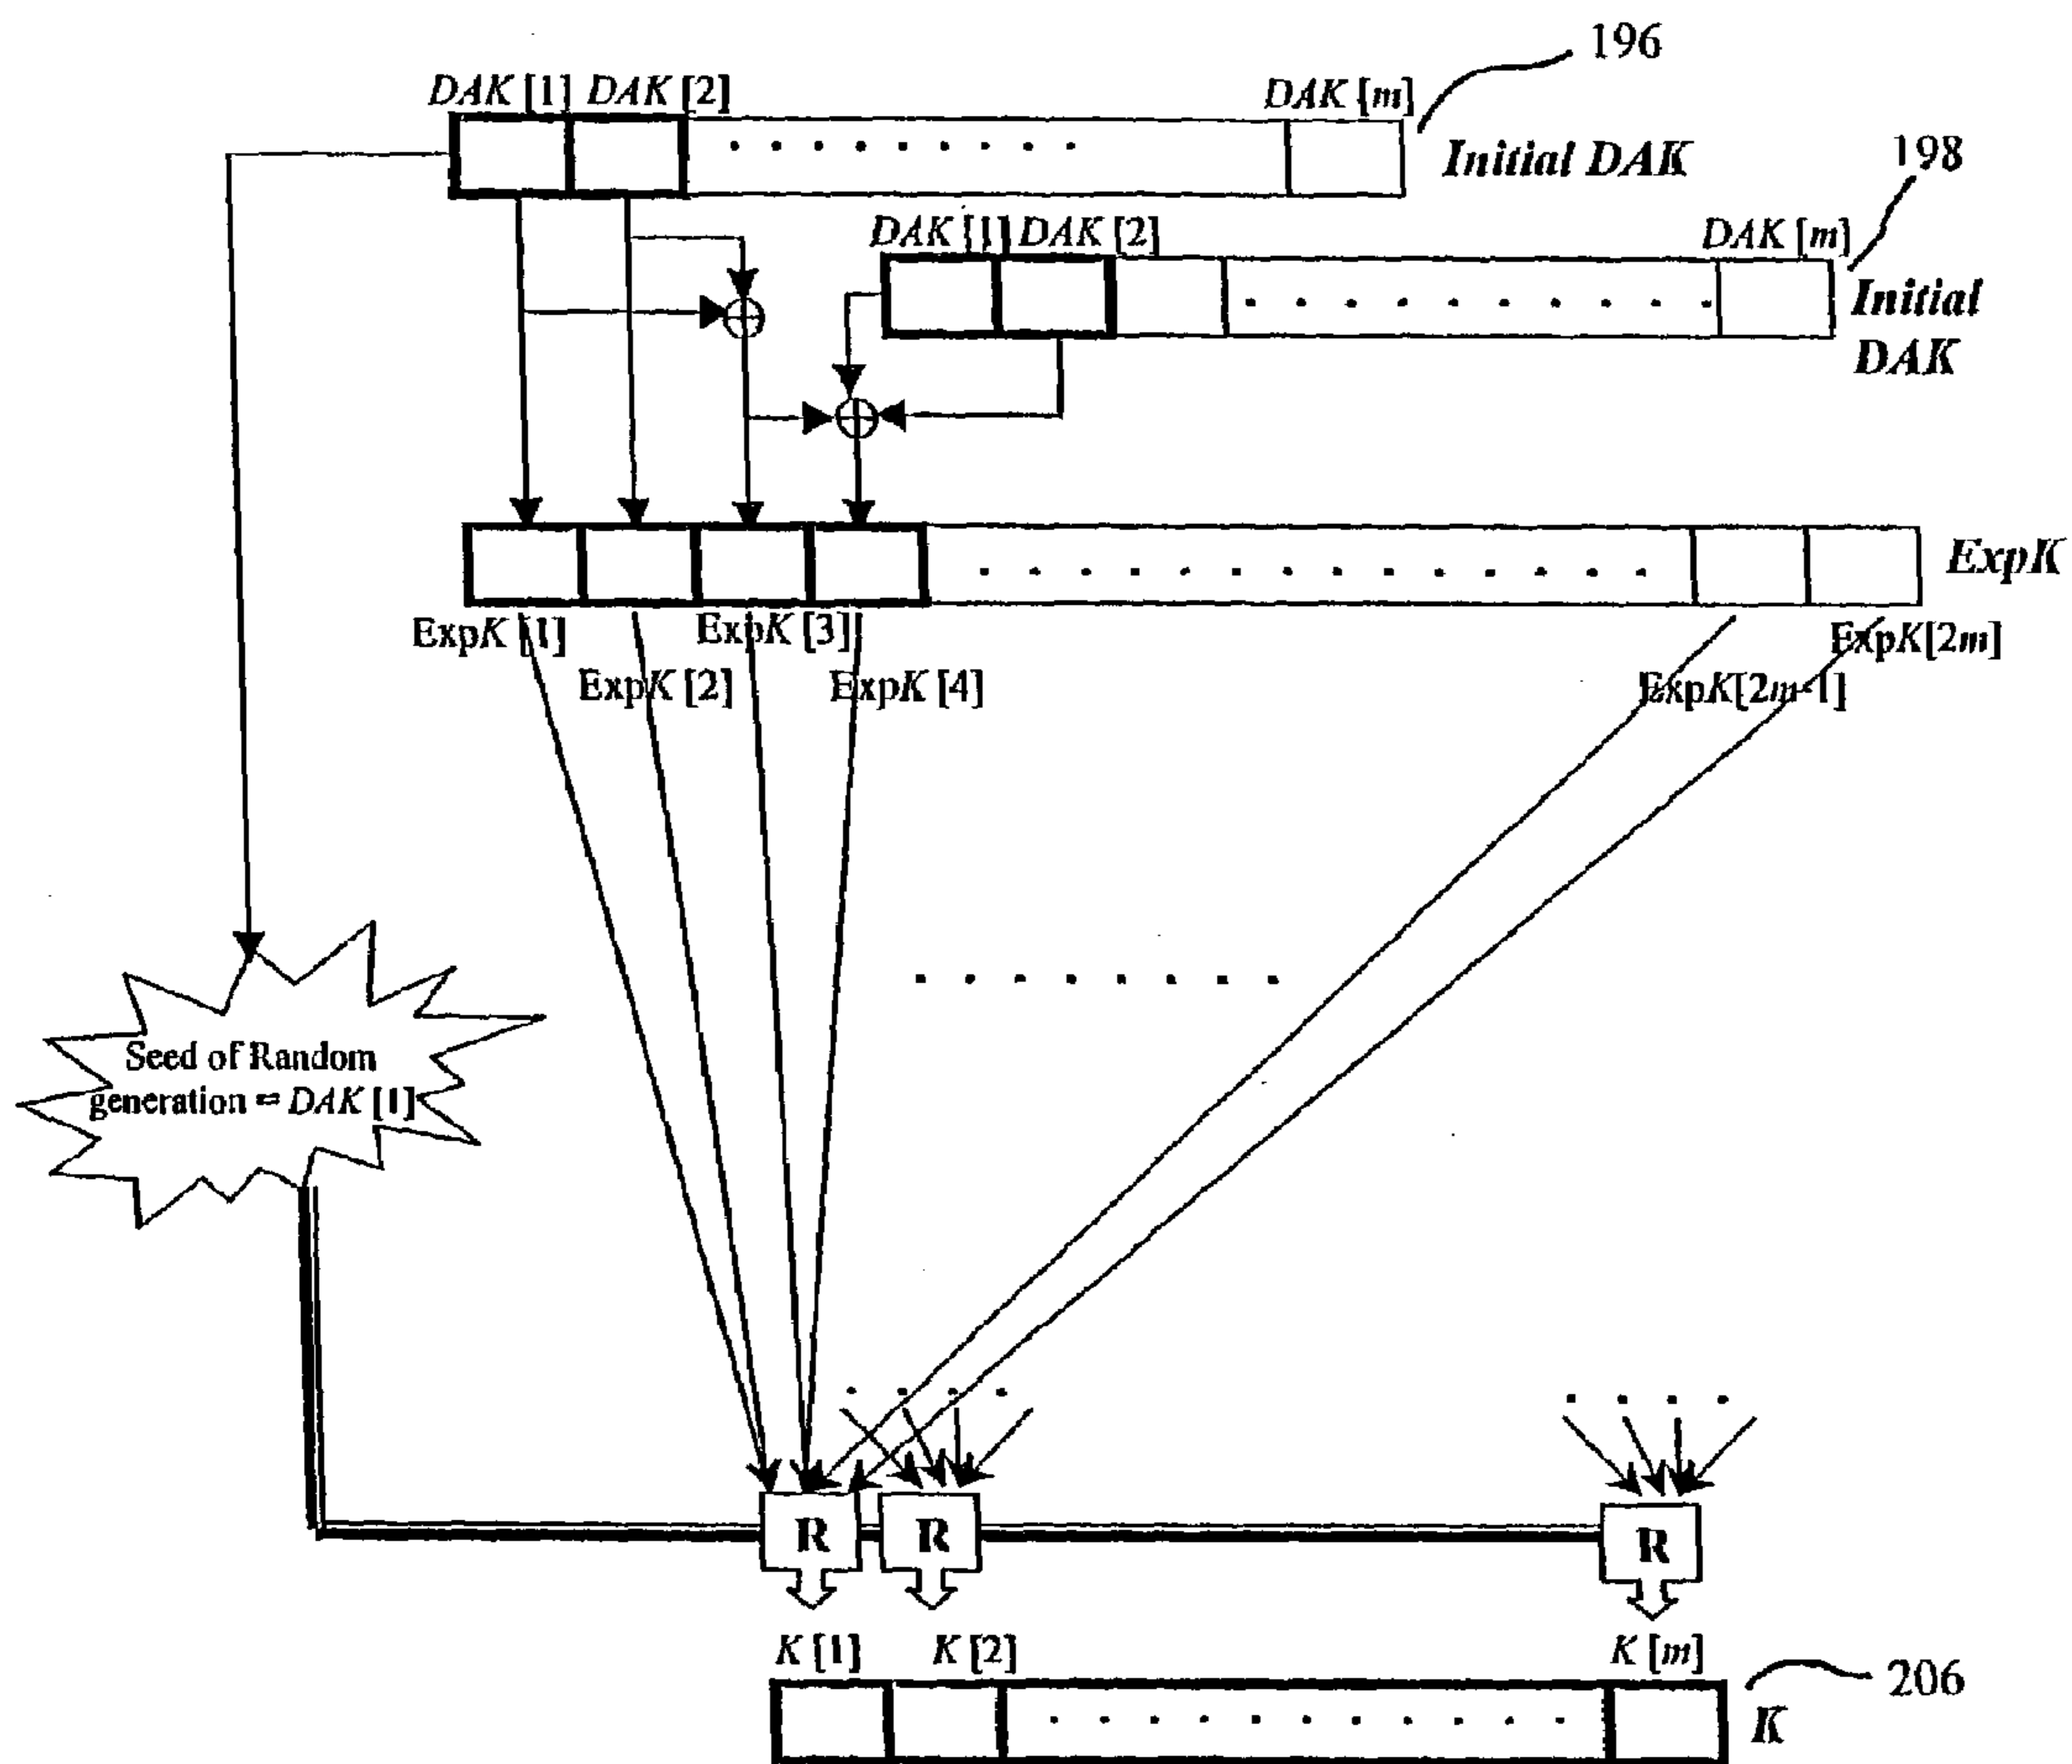 196
DAK [1] DAK [2] DAK [m]
Initial DAK
198
DAK [1] DAK [2] DAK [m]
Initial
DAK
ExpK
ExpK [1] ExpK [3] ExpK[2m]
ExpK [2] ExpK [4] ExpK[2m-1]
Seed of Random
generation = DAK [1]
R R R
K [1] K [2] K [m]
206
K